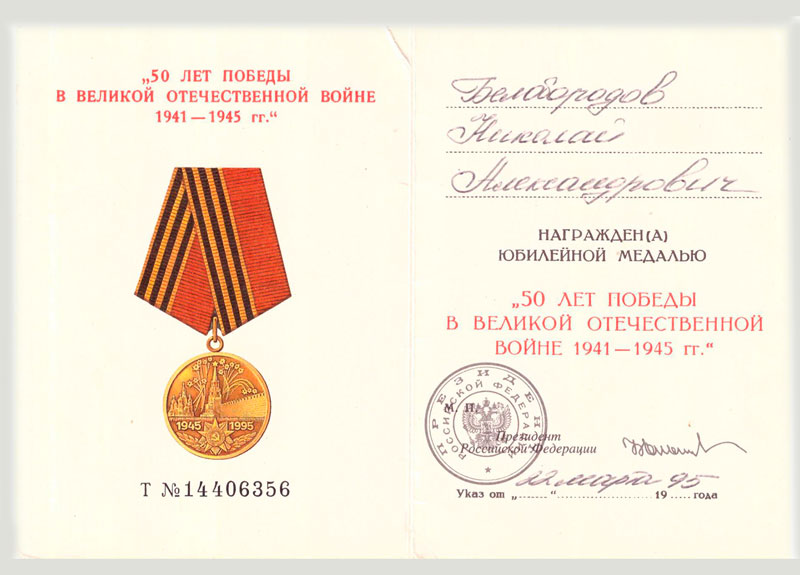 „50 ЛЕТ ПОБЕДЫ
В ВЕЛИКОЙ ОТЕЧЕСТВЕННОЙ ВОЙНЕ
1941 — 1945 гг.“
1945 1995
Т №14406356
Белобородов
Николай
Александрович
НАГРАЖДЕН(А)
ЮБИЛЕЙНОЙ МЕДАЛЬЮ
„50 ЛЕТ ПОБЕДЫ
В ВЕЛИКОЙ ОТЕЧЕСТВЕННОЙ
ВОЙНЕ 1941 — 1945 гг.“
ПРЕЗИДЕНТ
РОССИЙСКОЙ ФЕДЕРАЦИИ
М. П.
Президент
Российской Федерации
22 марта 95
Указ от „......“ ........................ 19 ..... года